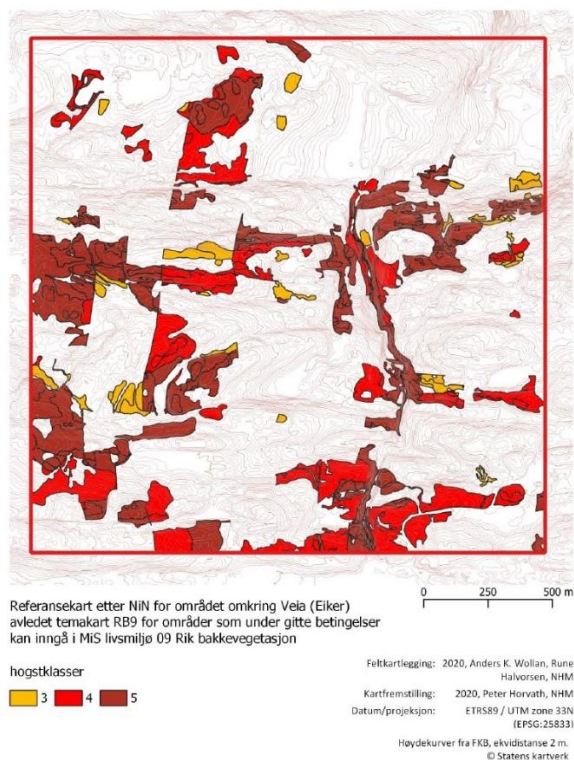 Referansekart etter NiN for området omkring Veia (Eiker)
avledet temakart RB9 for områder som under gitte betingelser
kan inngå i MiS livsmiljø 09 Rik bakkevegetasjon
0 250 500 m
hogstklasser
3 4 5
Feltkartlegging: 2020, Anders K. Wollan, Rune
Halvorsen, NHM
Kartfremstilling: 2020, Peter Horvath, NHM
Datum/projeksjon: ETRS89 / UTM zone 33N
(EPSG:25833)
Høydekurver fra FKB, ekvidistanse 2 m.
© Statens kartverk